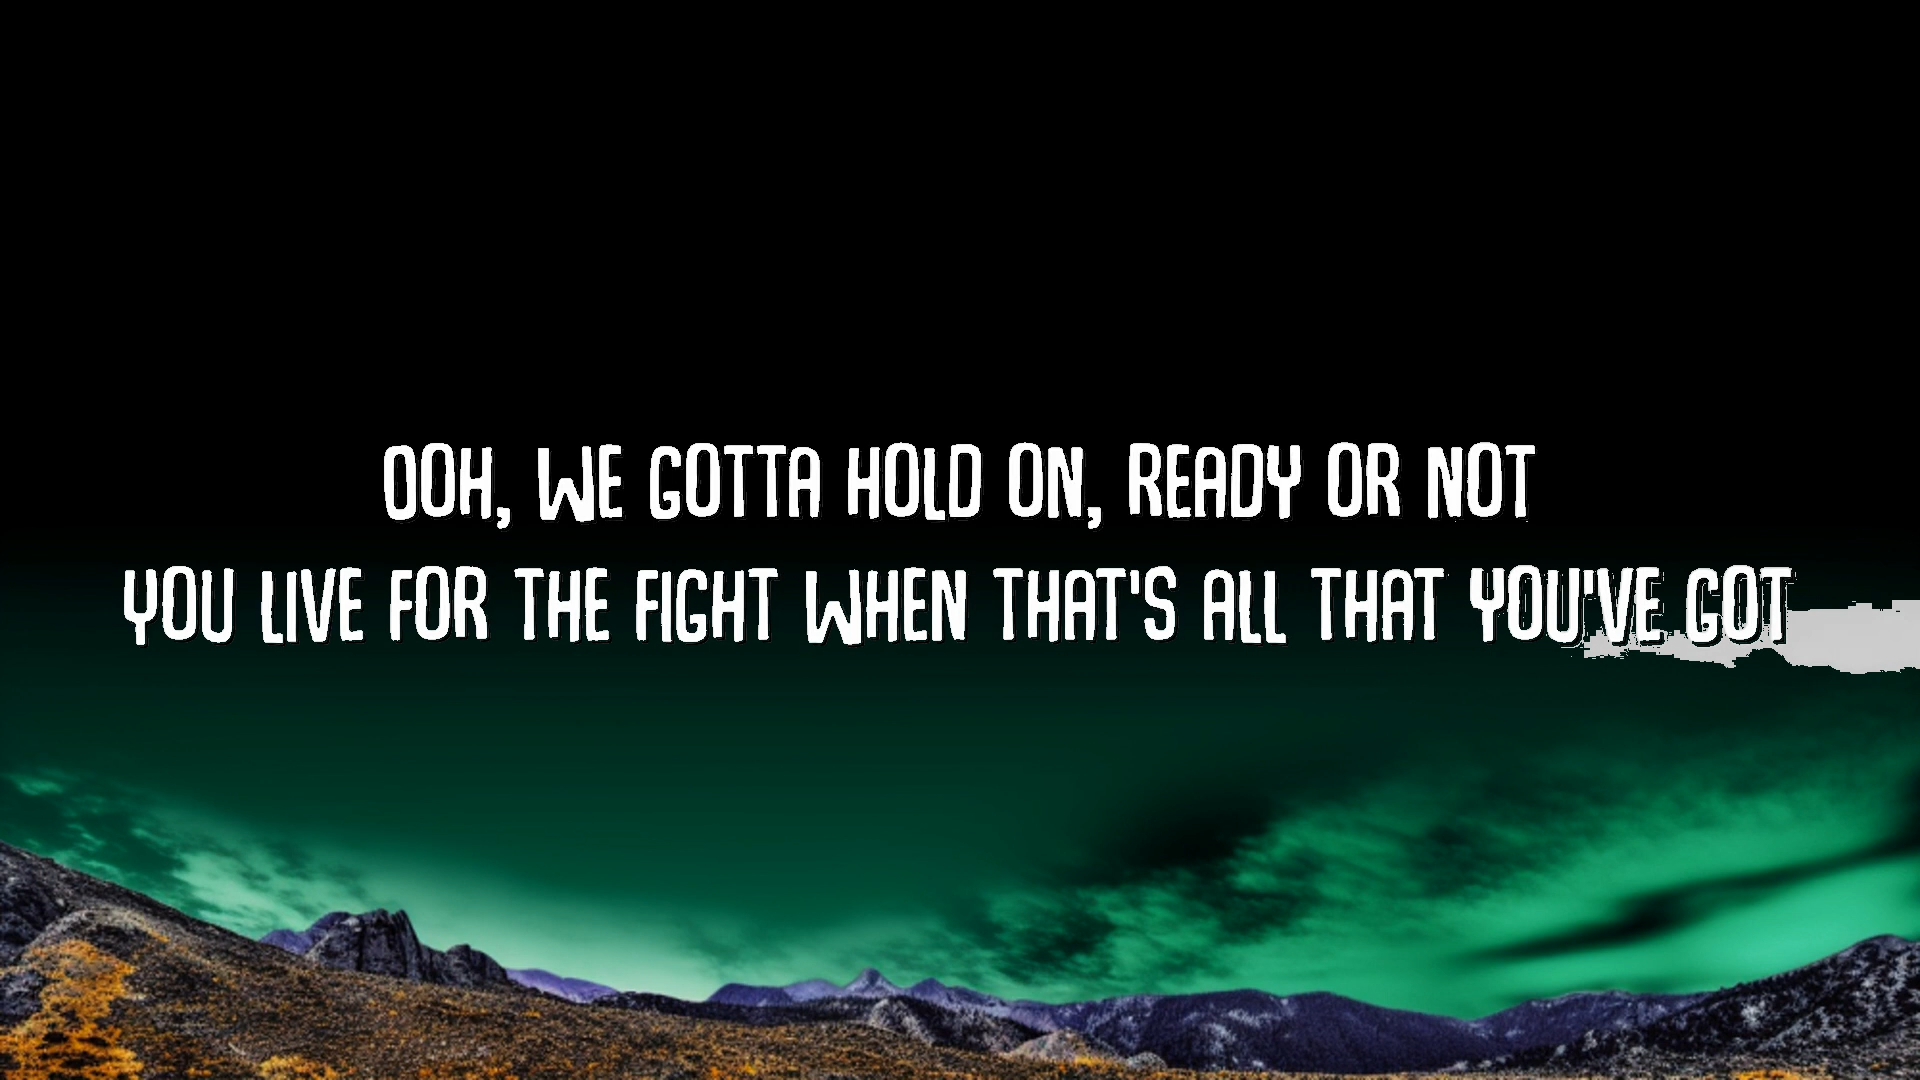 OOH, WE GOTTA HOLD ON, READY OR NOT
YOU LIVE FOR THE FIGHT WHEN THAT'S ALL THAT YOU'VE GOT